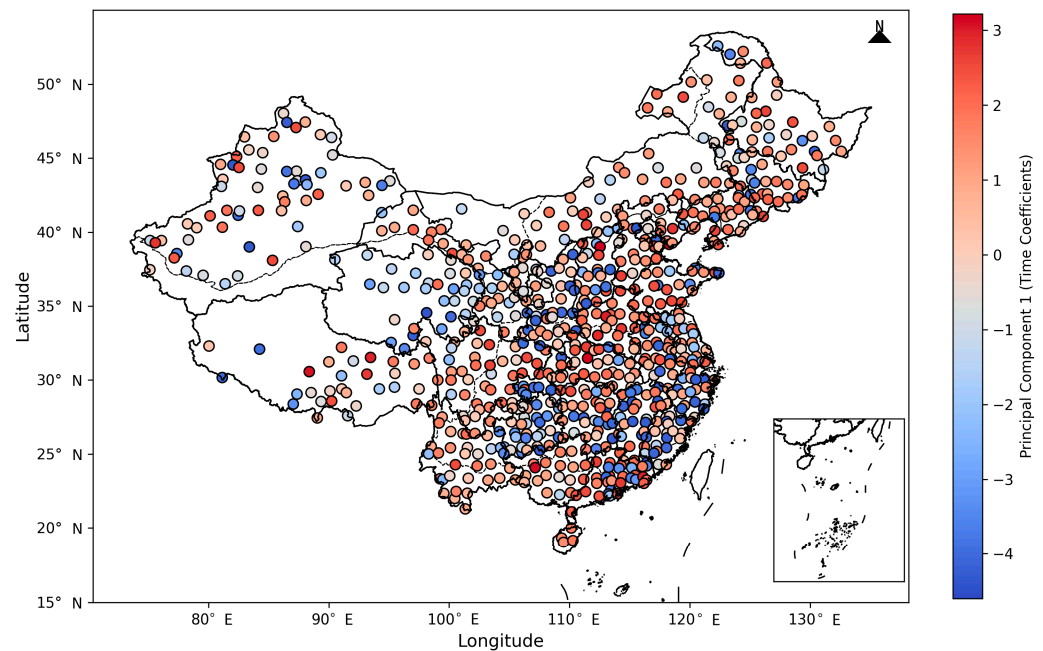 N
50° N
45° N
40° N
35° N
30° N
25° N
20° N
15° N
80° E 90° E 100° E 110° E 120° E 130° E
Longitude
Latitude
3
2
1
0
−1
−2
−3
−4
Principal Component 1 (Time Coefficients)